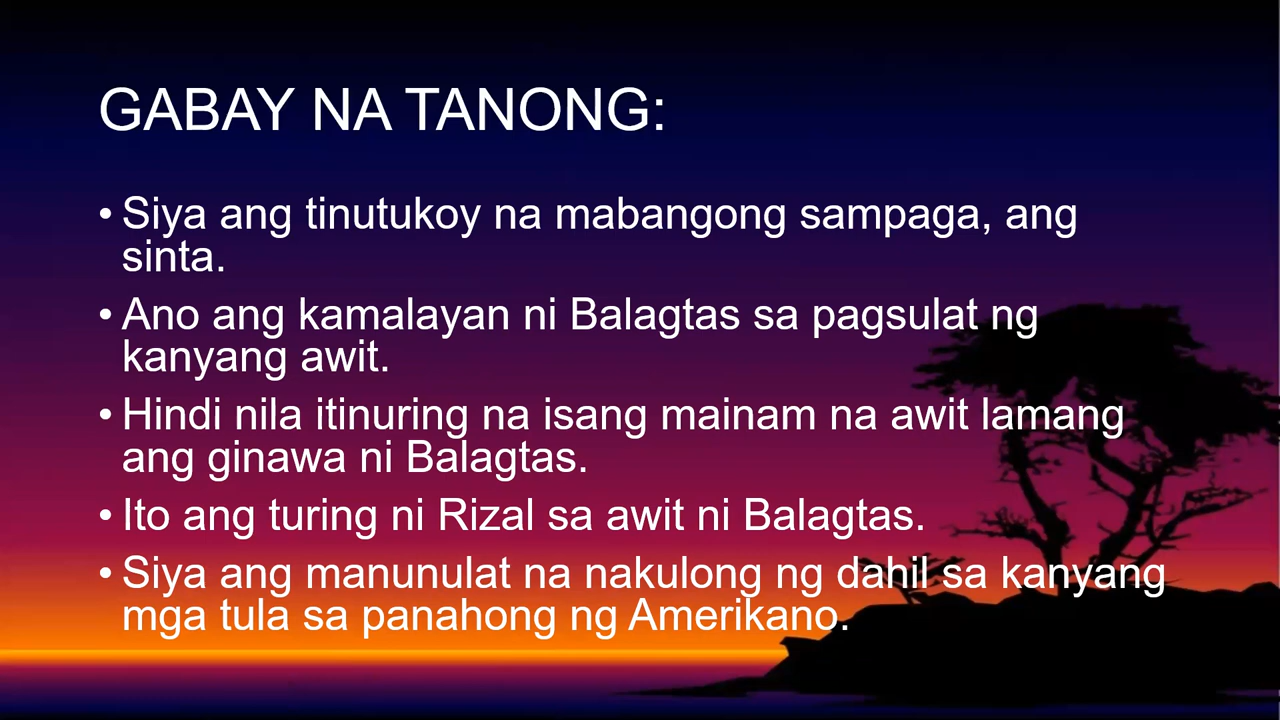 GABAY NA TANONG:
• Siya ang tinutukoy na mabangong sampaga, ang
sinta.
• Ano ang kamalayan ni Balagtas sa pagsulat ng
kanyang awit.
• Hindi nila itinuring na isang mainam na awit lamang
ang ginawa ni Balagtas.
• Ito ang turing ni Rizal sa awit ni Balagtas.
• Siya ang manunulat na nakulong ng dahil sa kanyang
mga tula sa panahong ng Amerikano.